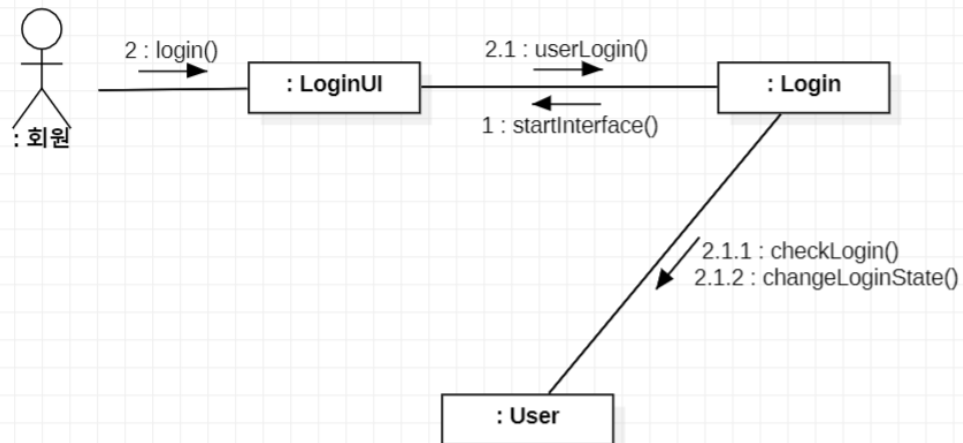 2 : login()
2.1 : userLogin()
: LoginUI
: Login
1 : startInterface()
: 회원
2.1.1 : checkLogin()
2.1.2 : changeLoginState()
: User